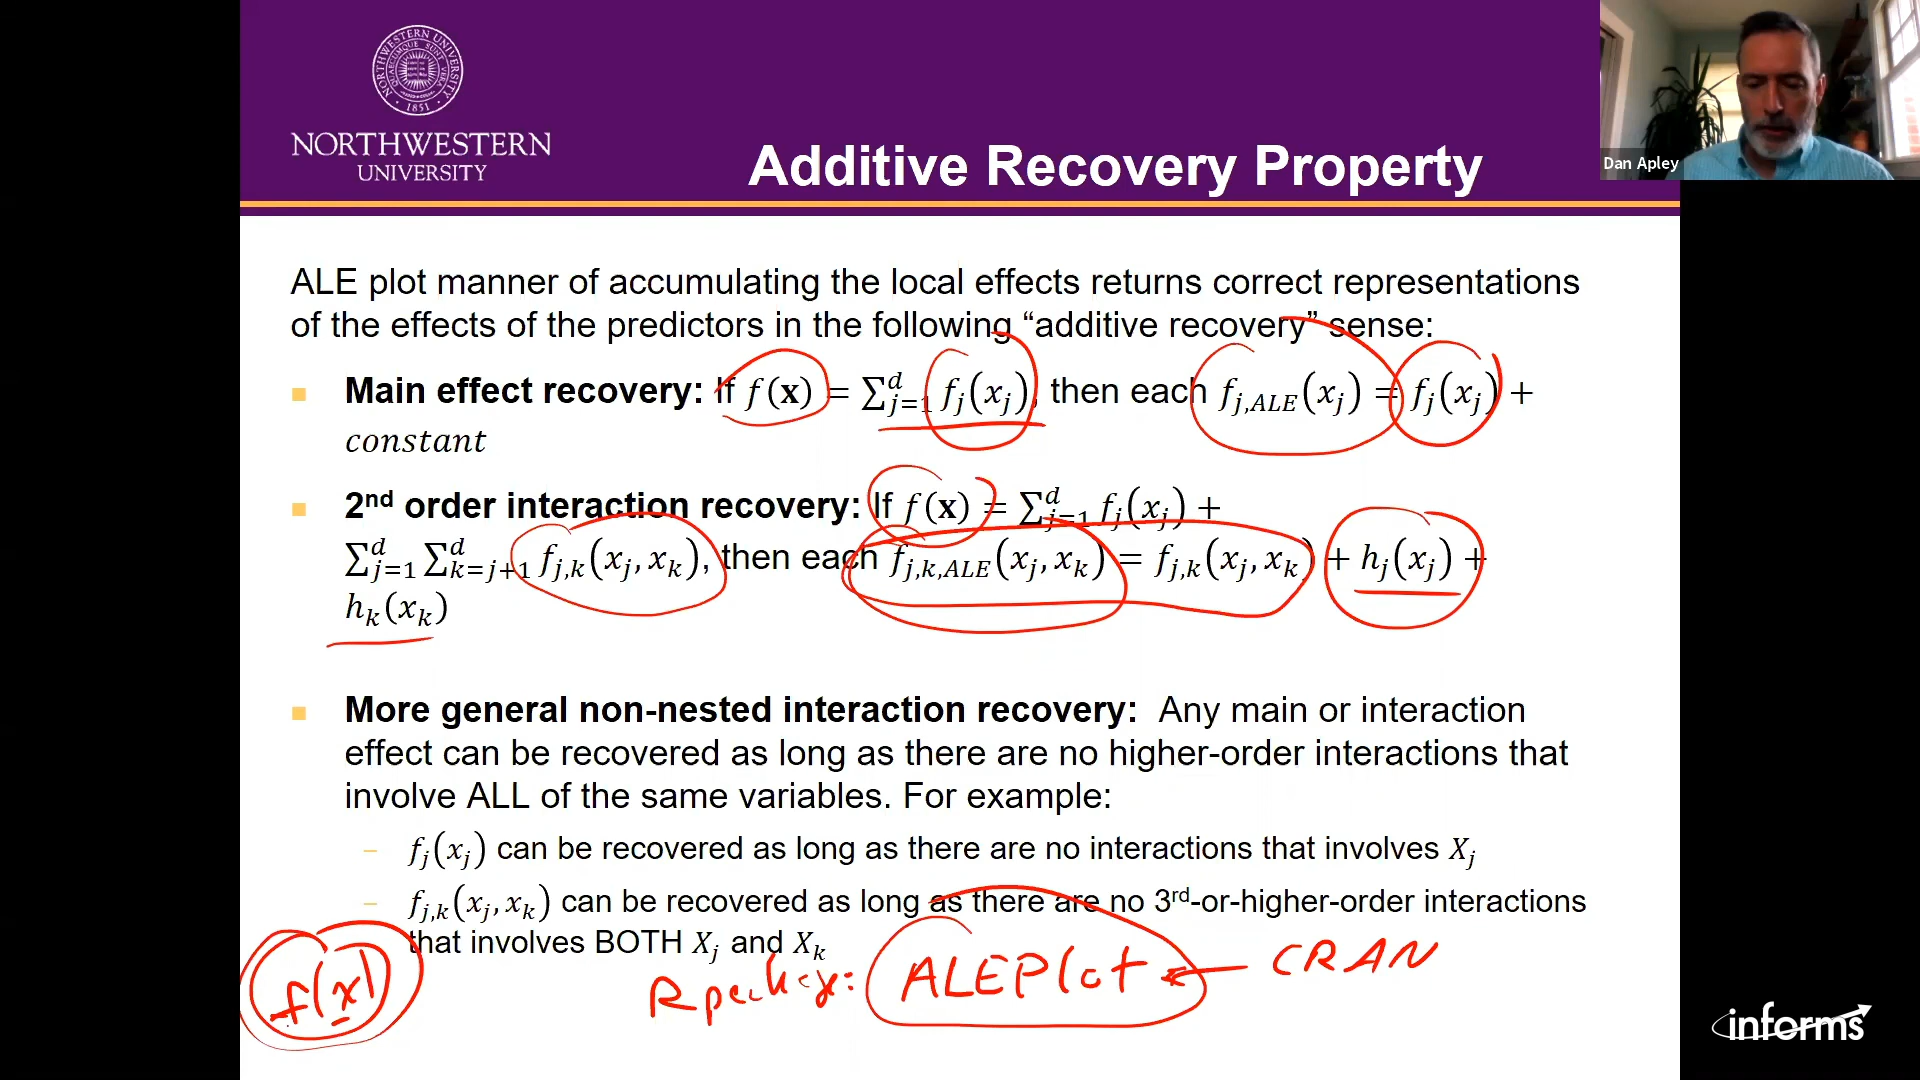 NORTHWESTERN
UNIVERSITY
Additive Recovery Property
Dan Apley
ALE plot manner of accumulating the local effects returns correct representations
of the effects of the predictors in the following “additive recovery” sense:
Main effect recovery: If f(x) = ∑_{j=1}^{d} f_j(x_j), then each f_{j,ALE}(x_j) = f_j(x_j) +
constant
2nd order interaction recovery: If f(x) = ∑_{j=1}^{d} f_j(x_j) +
∑_{j=1}^{d} ∑_{k=j+1}^{d} f_{j,k}(x_j, x_k), then each f_{j,k,ALE}(x_j, x_k) = f_{j,k}(x_j, x_k) + h_j(x_j) +
h_k(x_k)
More general non-nested interaction recovery: Any main or interaction
effect can be recovered as long as there are no higher-order interactions that
involve ALL of the same variables. For example:
– f_j(x_j) can be recovered as long as there are no interactions that involves X_j
– f_{j,k}(x_j, x_k) can be recovered as long as there are no 3rd-or-higher-order interactions
that involves BOTH X_j and X_k
f(x)
R package: ALEPlot ← CRAN
informs